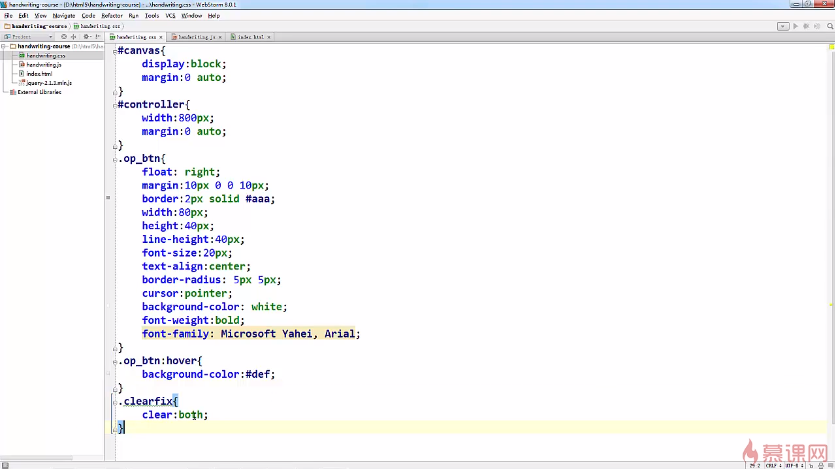 handwriting-course - [D:\html5\handwriting-course] - ...\handwriting.css - WebStorm 8.0.1
File Edit View Navigate Code Refactor Run Tools VCS Window Help
handwriting-course handwriting.css
Project
handwriting.css handwriting.js index.html
handwriting-course
handwriting.css
handwriting.js
index.html
jquery-2.1.3.min.js
External Libraries
#canvas{
display:block;
margin:0 auto;
}
#controller{
width:800px;
margin:0 auto;
}
.op_btn{
float: right;
margin:10px 0 0 10px;
border:2px solid #aaa;
width:80px;
height:40px;
line-height:40px;
font-size:20px;
text-align:center;
border-radius: 5px 5px;
cursor:pointer;
background-color: white;
font-weight:bold;
font-family: Microsoft Yahei, Arial;
}
.op_btn:hover{
background-color:#def;
}
.clearfix{
clear:both;
}
慕课网
CRLF UTF-8